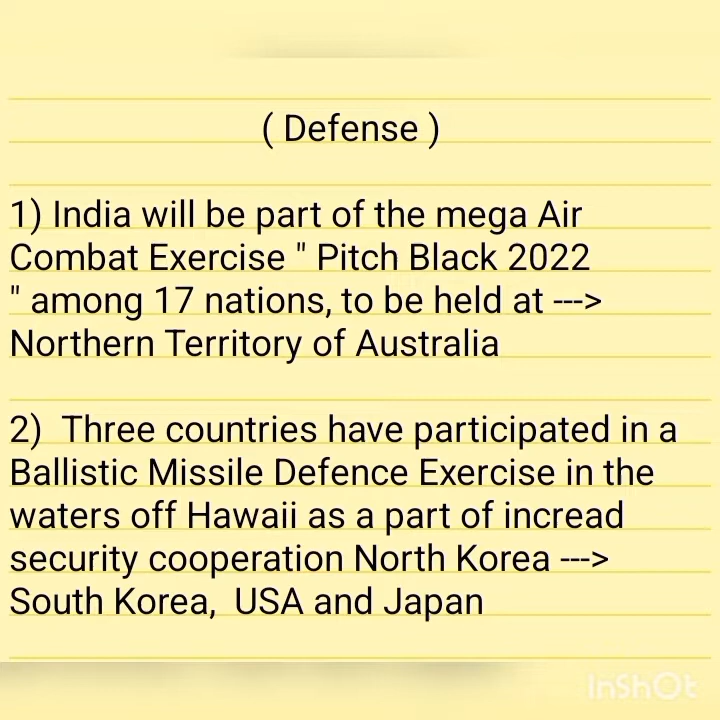 ( Defense )
1) India will be part of the mega Air
Combat Exercise " Pitch Black 2022
" among 17 nations, to be held at --->
Northern Territory of Australia
2)  Three countries have participated in a
Ballistic Missile Defence Exercise in the
waters off Hawaii as a part of incread
security cooperation North Korea --->
South Korea,  USA and Japan
InShOt